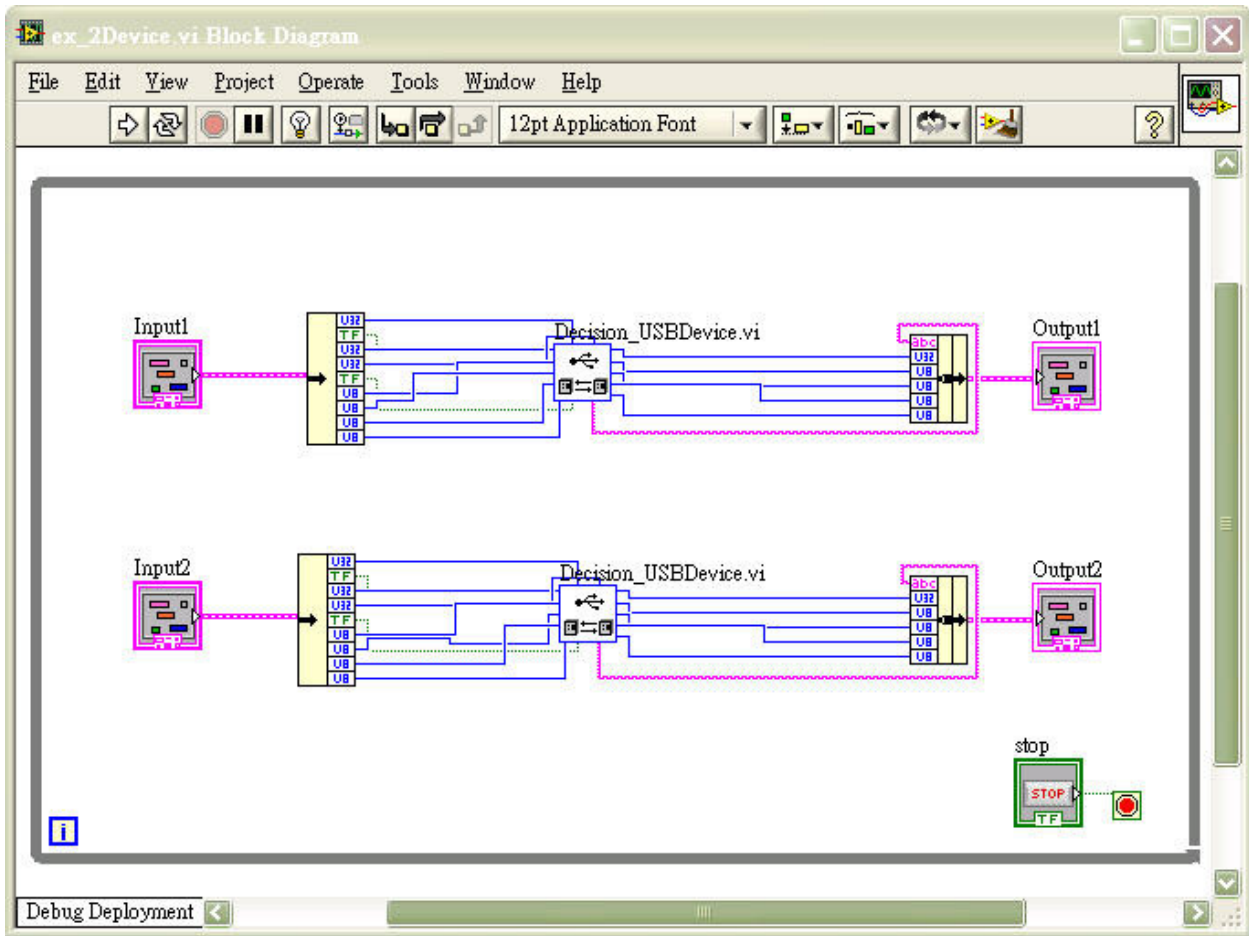 ex_2Device.vi Block Diagram
File Edit View Project Operate Tools Window Help
12pt Application Font
Input1
U32
TF
U32
U32
TF
U8
U8
U8
U8
Decision_USBDevice.vi
abc
U32
U8
U8
U8
U8
Output1
Input2
U32
TF
U32
U32
TF
U8
U8
U8
U8
Decision_USBDevice.vi
abc
U32
U8
U8
U8
U8
Output2
stop
STOP
TF
i
Debug Deployment